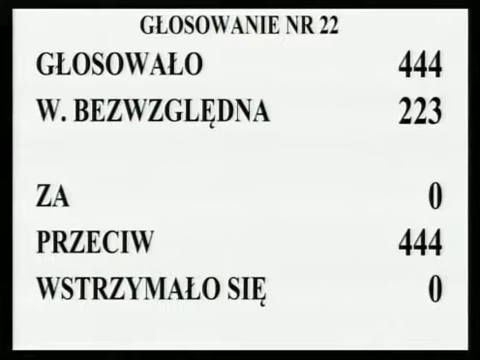 GŁOSOWANIE NR 22
GŁOSOWAŁO 444
W. BEZWZGLĘDNA 223
ZA 0
PRZECIW 444
WSTRZYMAŁO SIĘ 0